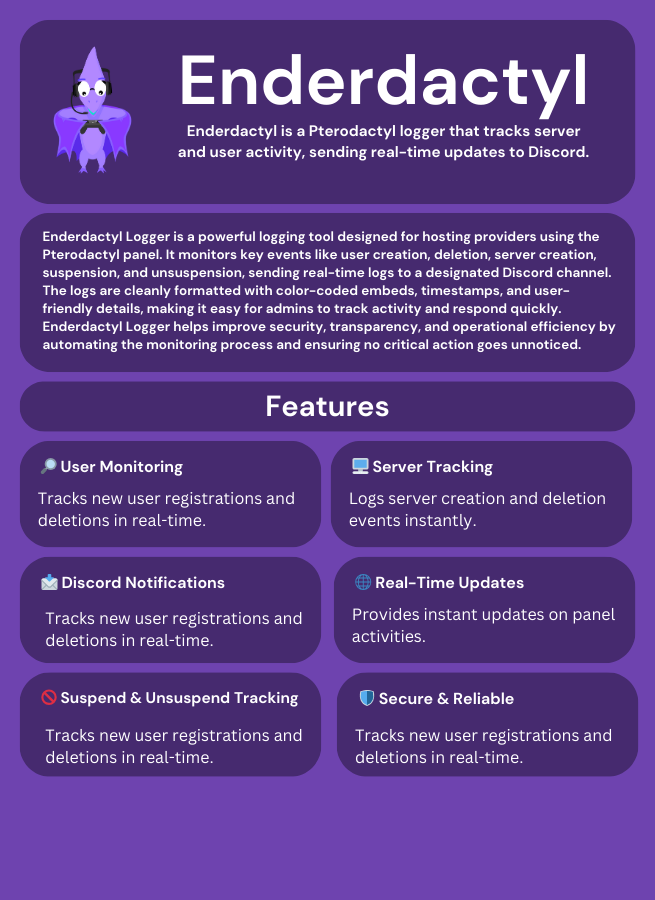 Enderdactyl
Enderdactyl is a Pterodactyl logger that tracks server
and user activity, sending real-time updates to Discord.
Enderdactyl Logger is a powerful logging tool designed for hosting providers using the
Pterodactyl panel. It monitors key events like user creation, deletion, server creation,
suspension, and unsuspension, sending real-time logs to a designated Discord channel.
The logs are cleanly formatted with color-coded embeds, timestamps, and user-
friendly details, making it easy for admins to track activity and respond quickly.
Enderdactyl Logger helps improve security, transparency, and operational efficiency by
automating the monitoring process and ensuring no critical action goes unnoticed.
Features
🔎 User Monitoring
Tracks new user registrations and
deletions in real-time.
🖥️ Server Tracking
Logs server creation and deletion
events instantly.
📩 Discord Notifications
Tracks new user registrations and
deletions in real-time.
🌐 Real-Time Updates
Provides instant updates on panel
activities.
🚫 Suspend & Unsuspend Tracking
Tracks new user registrations and
deletions in real-time.
🛡️ Secure & Reliable
Tracks new user registrations and
deletions in real-time.